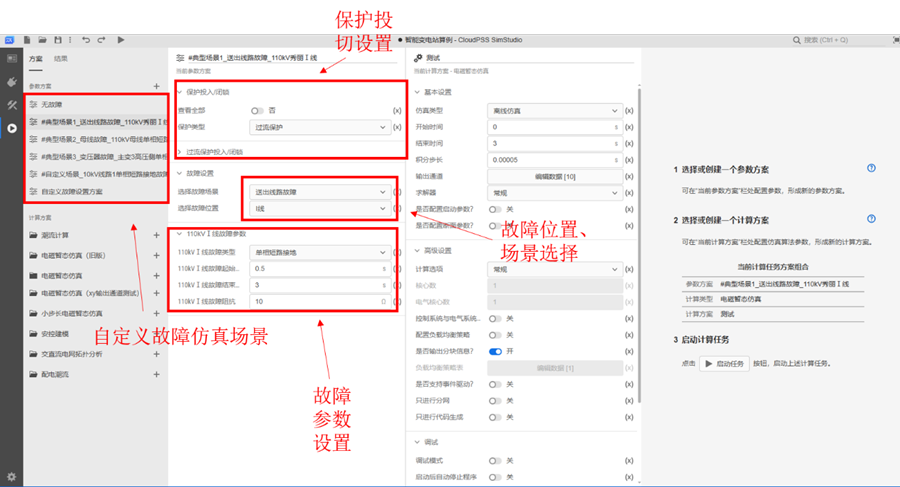 保护投
切设置
智能变电站算例 - CloudPSS SimStudio
搜索 (Ctrl + Q)
方案
结果
参数方案
无故障
#典型场景1_送出线路故障_110kV秀丽 I 线
#典型场景2_母线故障_110kV母线单相短路
#典型场景3_变压器故障_主变3高压侧单相
#自定义场景_10kV线路1单相短路接地故障
自定义故障设置方案
计算方案
潮流计算
电磁暂态仿真（旧版）
电磁暂态仿真
电磁暂态仿真（xy输出通道测试）
小步长电磁暂态仿真
安控建模
交直流电网拓扑分析
配电潮流
自定义故障仿真场景
#典型场景1_送出线路故障_110kV秀丽 I 线
当前参数方案
保护投入/闭锁
查看全部 否 (x)
保护类型 过流保护 (x)
过流保护投入/闭锁
故障设置
选择故障场景 送出线路故障 (x)
选择故障位置 I线 (x)
110kV I 线故障参数
110kV I 线故障类型 单相短路接地 (x)
110kV I 线故障起始... 0.5 s (x)
110kV I 线故障结束... 3 s (x)
110kV I 线故障阻抗 10 Ω (x)
故障
参数
设置
测试
当前计算方案 - 电磁暂态仿真
基本设置
仿真类型 离线仿真 (x)
开始时间 0 s (x)
结束时间 3 s (x)
积分步长 0.00005 s (x)
输出通道 编辑数据 [10] (x)
求解器 常规 (x)
是否配置启动参数? 关 (x)
是否配置断面参数? 关 (x)
故障位置、
场景选择
高级设置
计算选项 常规 (x)
核心数 1 (x)
电气核心数 1 (x)
控制系统与电气系统... 关 (x)
配置负载均衡策略 关 (x)
是否输出分块信息? 开 (x)
负载均衡策略表 编辑数据 [1] (x)
是否支持事件驱动? 关 (x)
只进行分网 关 (x)
只进行代码生成 关 (x)
调试
调试模式 关 (x)
启动后自动停止程序 关 (x)
1 选择或创建一个参数方案
可在"当前参数方案"栏处配置参数，形成新的参数方案。
2 选择或创建一个计算方案
可在"当前计算方案"栏处配置仿真算法参数，形成新的计算方案。
当前计算任务方案组合
参数方案 #典型场景1_送出线路故障_110kV秀丽 I 线
计算类型 电磁暂态仿真
计算方案 测试
3 启动计算任务
点击 启动任务 按钮，启动上述计算任务。